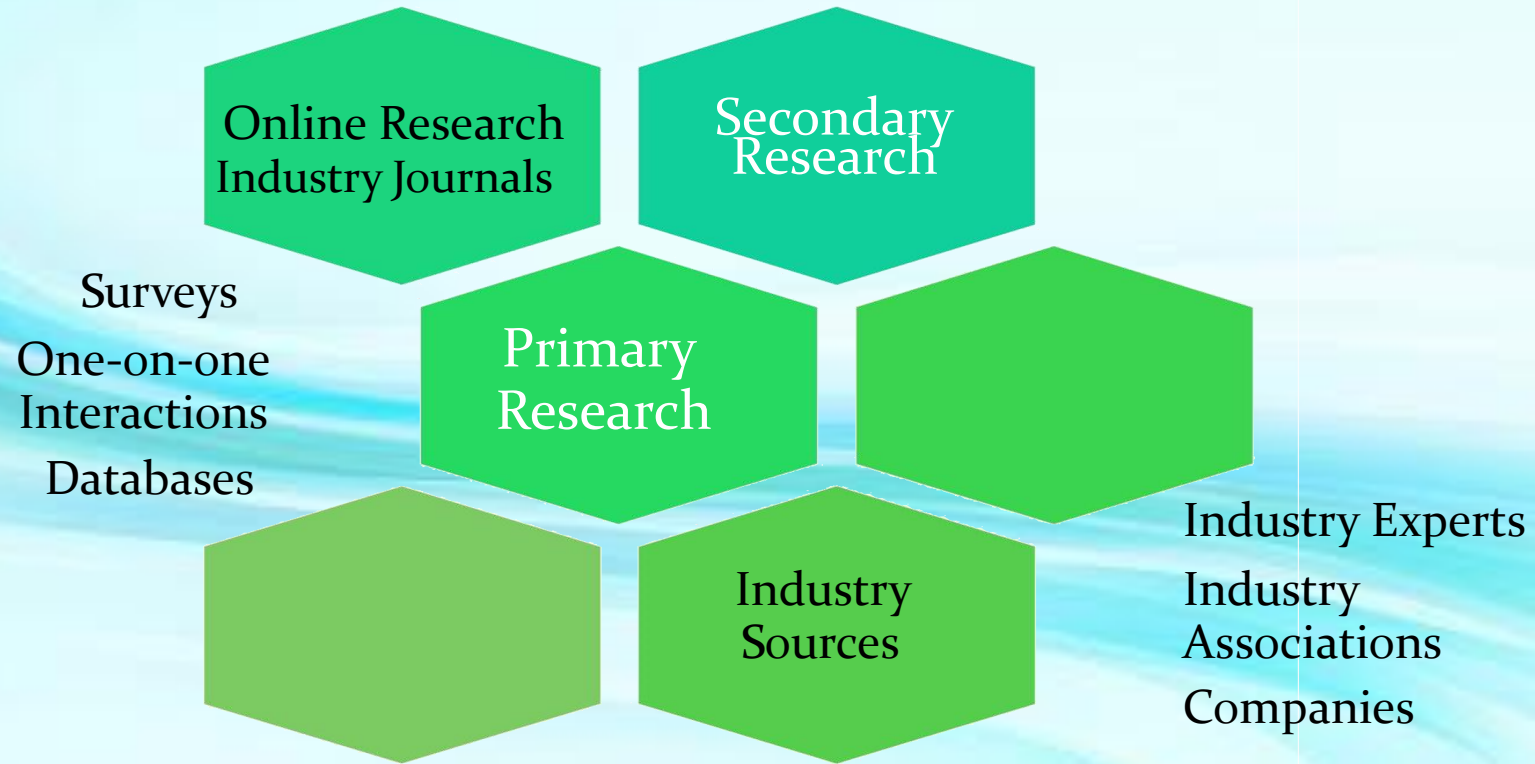 Online Research
Industry Journals
Secondary
Research
Surveys
One-on-one
Interactions
Databases
Primary
Research
Industry
Sources
Industry Experts
Industry
Associations
Companies